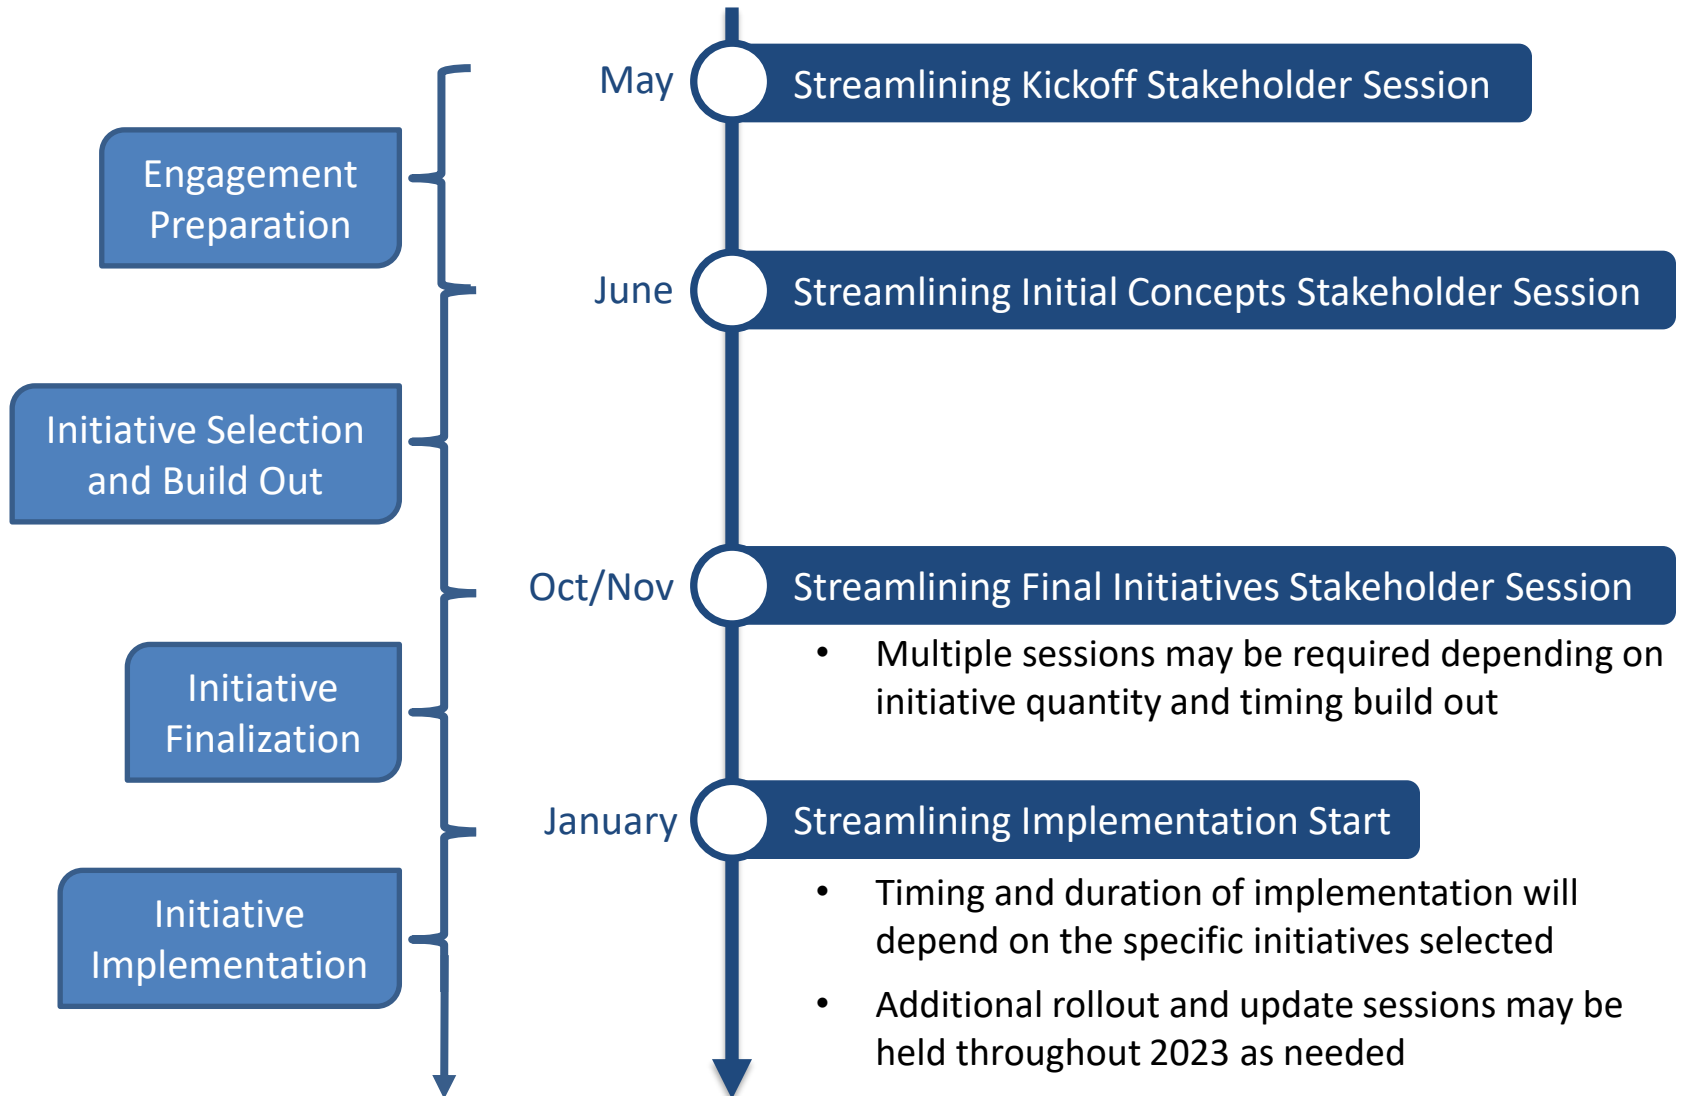 May
Streamlining Kickoff Stakeholder Session
Engagement
Preparation
June
Streamlining Initial Concepts Stakeholder Session
Initiative Selection
and Build Out
Oct/Nov
Streamlining Final Initiatives Stakeholder Session
• Multiple sessions may be required depending on
initiative quantity and timing build out
Initiative
Finalization
January
Streamlining Implementation Start
• Timing and duration of implementation will
depend on the specific initiatives selected
Initiative
Implementation
• Additional rollout and update sessions may be
held throughout 2023 as needed